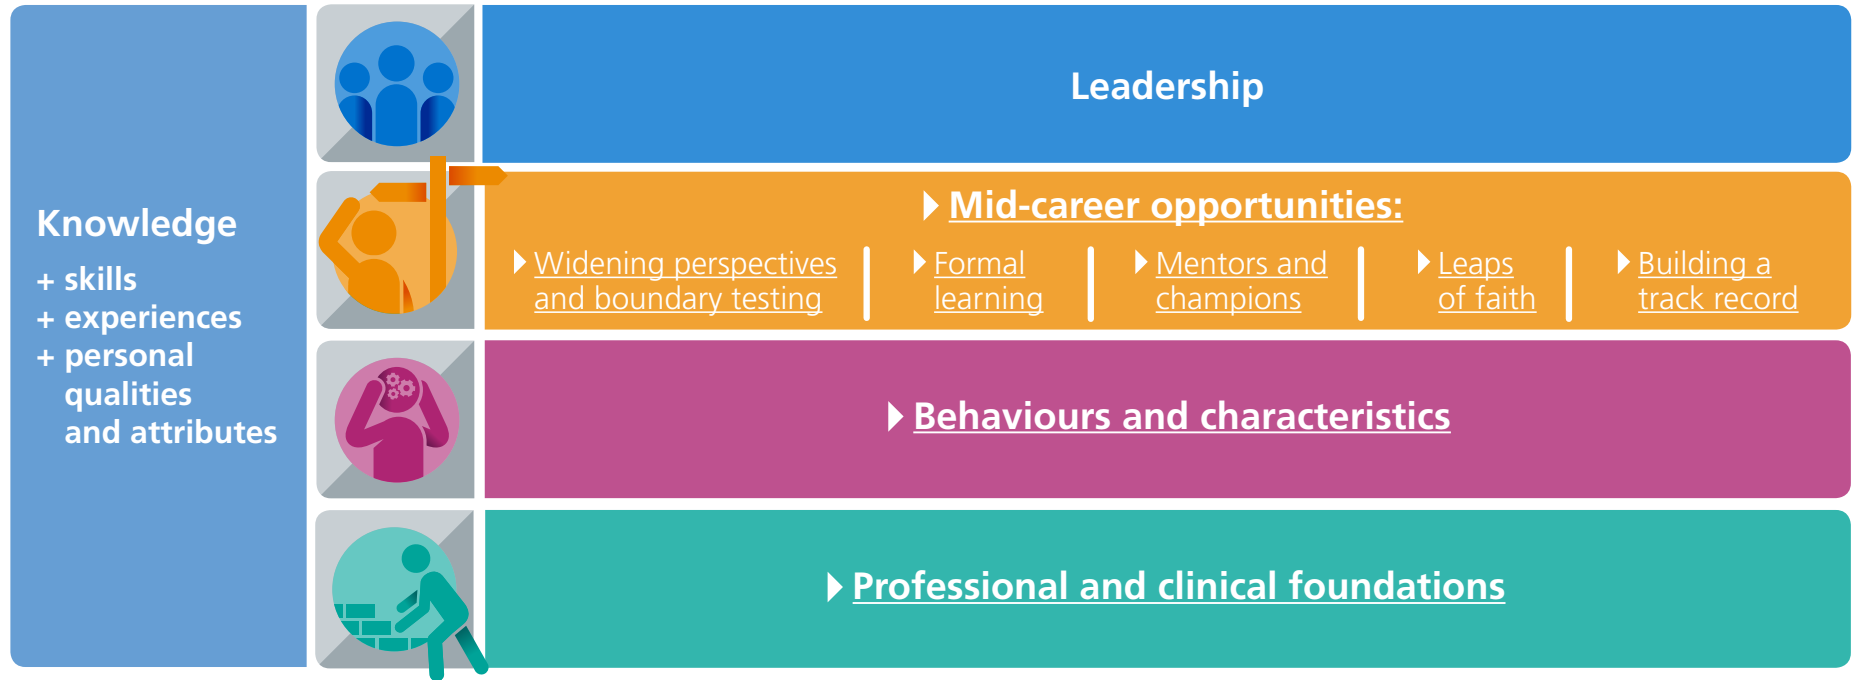 Knowledge
+ skills
+ experiences
+ personal
qualities
and attributes
Leadership
Mid-career opportunities:
Widening perspectives
and boundary testing
Formal
learning
Mentors and
champions
Leaps
of faith
Building a
track record
Behaviours and characteristics
Professional and clinical foundations